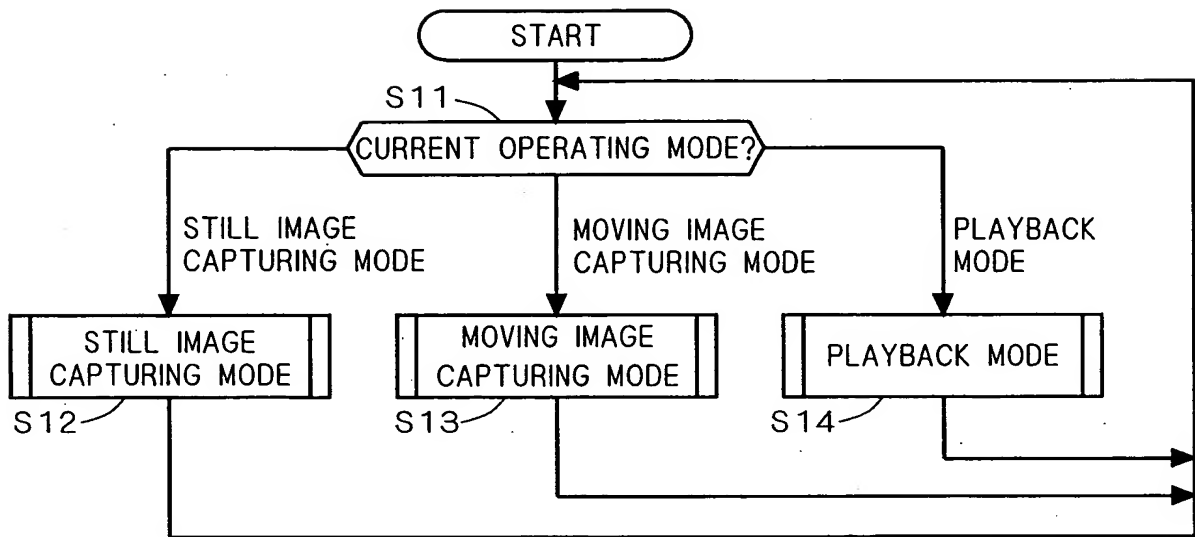 START
S11
CURRENT OPERATING MODE?
STILL IMAGE
CAPTURING MODE
MOVING IMAGE
CAPTURING MODE
PLAYBACK
MODE
STILL IMAGE
CAPTURING MODE
MOVING IMAGE
CAPTURING MODE
PLAYBACK MODE
S12
S13
S14